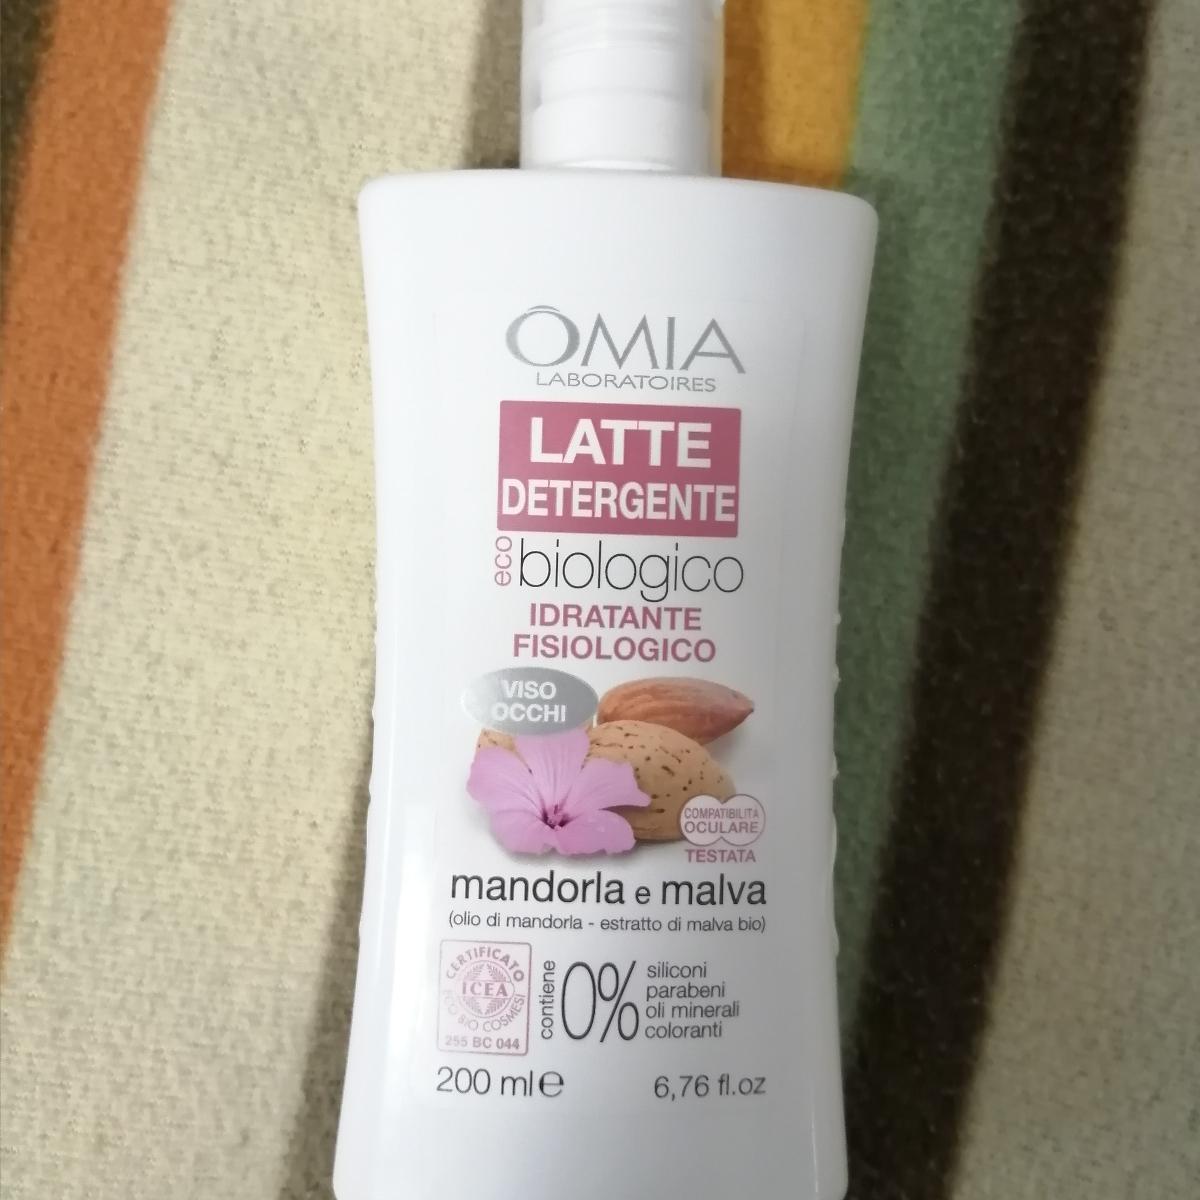 ÔMIA
LABORATOIRES
LATTE
DETERGENTE
eco biologico
IDRATANTE
FISIOLOGICO
VISO
OCCHI
COMPATIBILITÀ
OCULARE
TESTATA
mandorla e malva
(olio di mandorla - estratto di malva bio)
CERTIFICATO
ICEA
ECO BIO COSMESI
255 BC 044
contiene
0%
siliconi
parabeni
oli minerali
coloranti
200 ml e
6,76 fl.oz